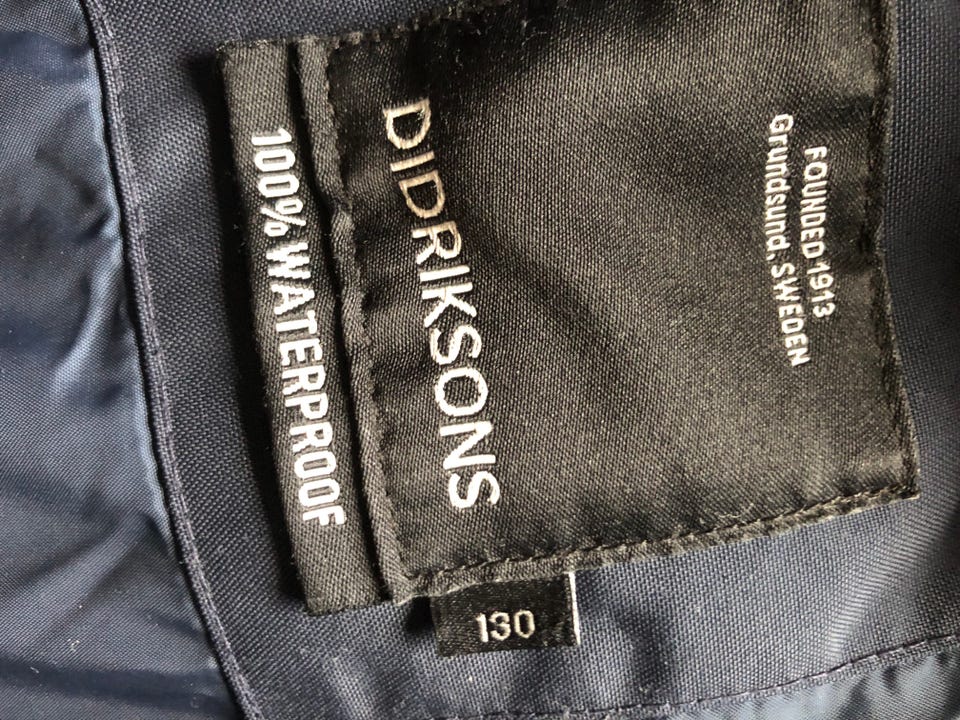 FOUNDED 1913
Grundsund, SWEDEN
DIDRIKSONS
100% WATERPROOF
130